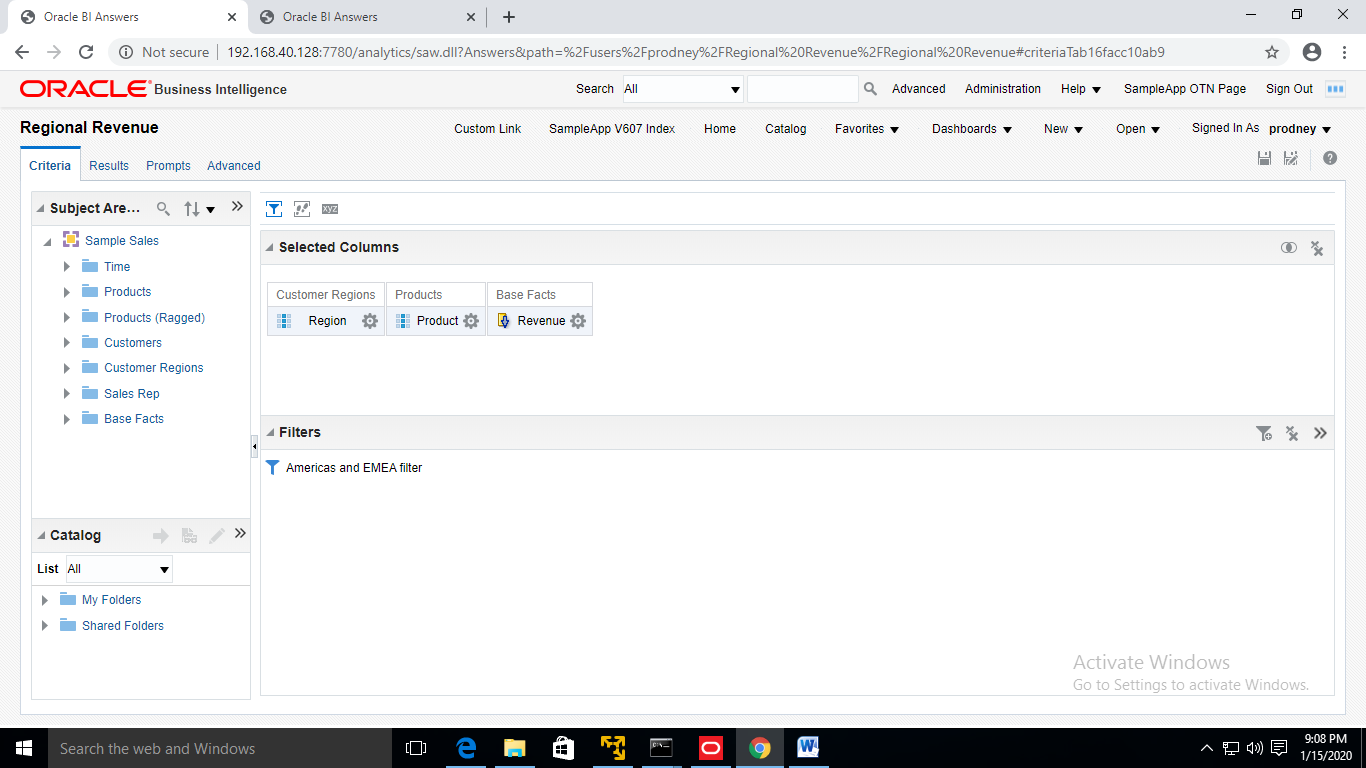 Oracle BI Answers
Oracle BI Answers
Not secure 192.168.40.128:7780/analytics/saw.dll?Answers&path=%2Fusers%2Fprodney%2FRegional%20Revenue%2FRegional%20Revenue#criteriaTab16facc10ab9
ORACLE Business Intelligence
Search All Advanced Administration Help SampleApp OTN Page Sign Out
Regional Revenue
Custom Link SampleApp V607 Index Home Catalog Favorites Dashboards New Open Signed In As prodney
Criteria Results Prompts Advanced
Subject Are...
Sample Sales
Time
Products
Products (Ragged)
Customers
Customer Regions
Sales Rep
Base Facts
Catalog
List All
My Folders
Shared Folders
xyz
Selected Columns
Customer Regions Products Base Facts
Region Product Revenue
Filters
Americas and EMEA filter
Activate Windows
Go to Settings to activate Windows.
Search the web and Windows
9:08 PM
1/15/2020